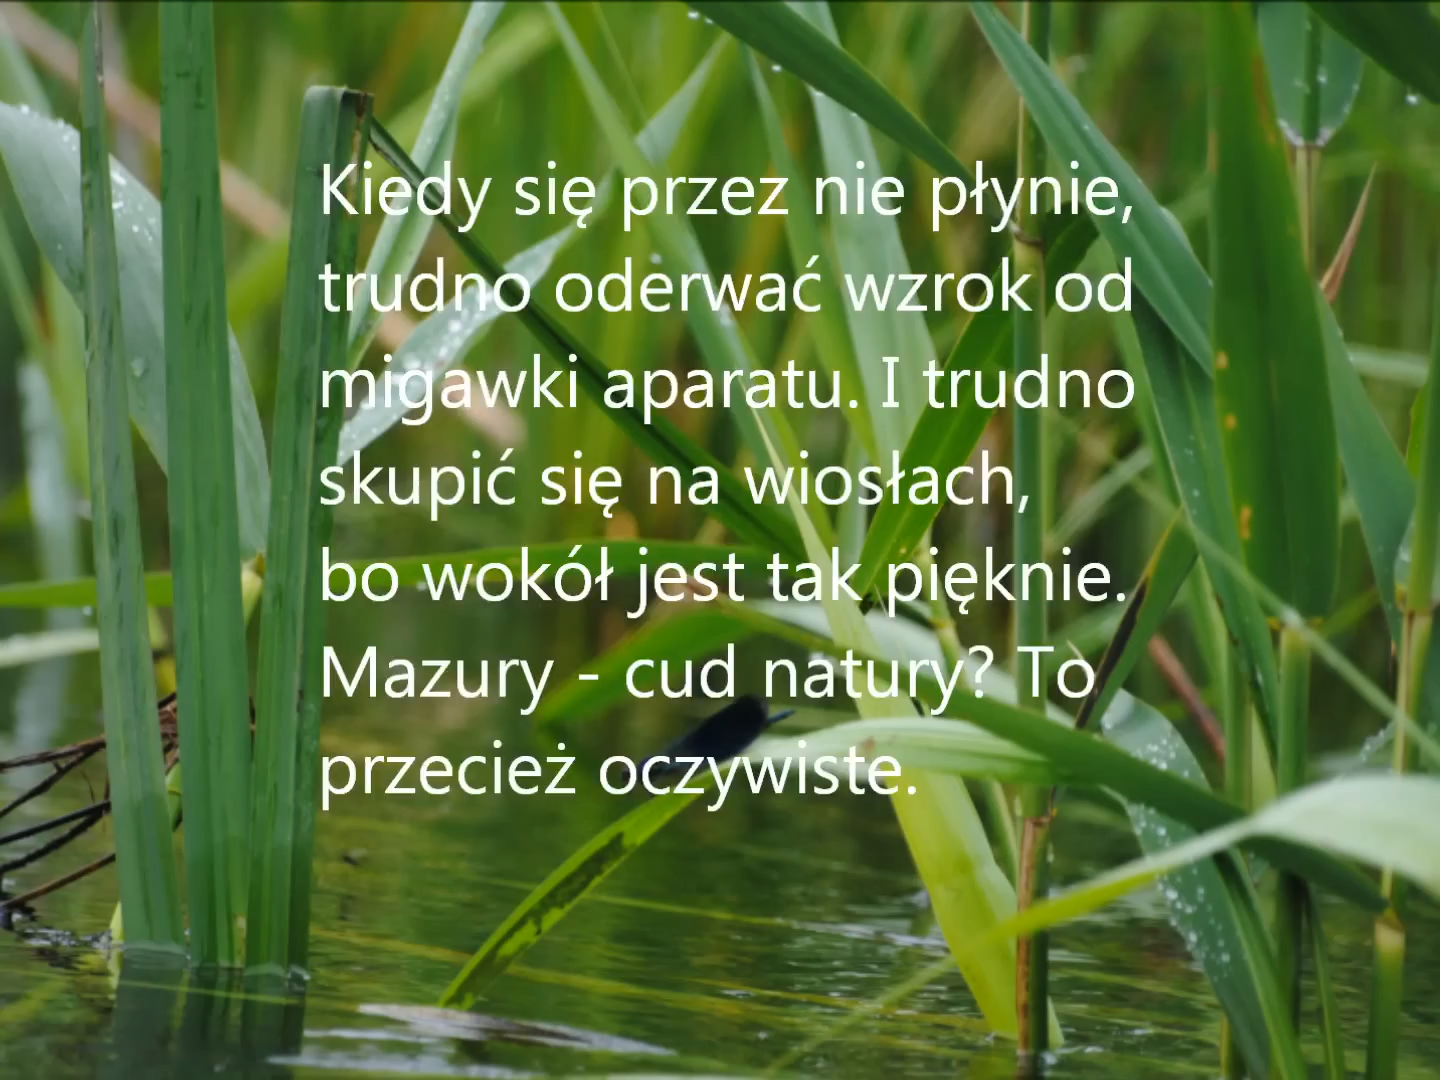 Kiedy się przez nie płynie,
trudno oderwać wzrok od
migawki aparatu. I trudno
skupić się na wiosłach,
bo wokół jest tak pięknie.
Mazury - cud natury? To
przecież oczywiste.